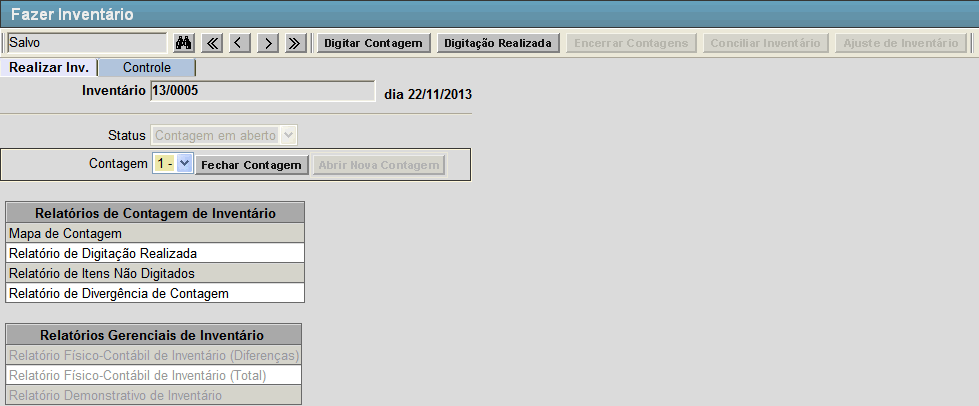 Fazer Inventário
Salvo Digitar Contagem Digitação Realizada Encerrar Contagens Conciliar Inventário Ajuste de Inventário
Realizar Inv. Controle
Inventário 13/0005 dia 22/11/2013
Status Contagem em aberto
Contagem 1 - Fechar Contagem Abrir Nova Contagem
Relatórios de Contagem de Inventário
Mapa de Contagem
Relatório de Digitação Realizada
Relatório de Itens Não Digitados
Relatório de Divergência de Contagem
Relatórios Gerenciais de Inventário
Relatório Físico-Contábil de Inventário (Diferenças)
Relatório Físico-Contábil de Inventário (Total)
Relatório Demonstrativo de Inventário